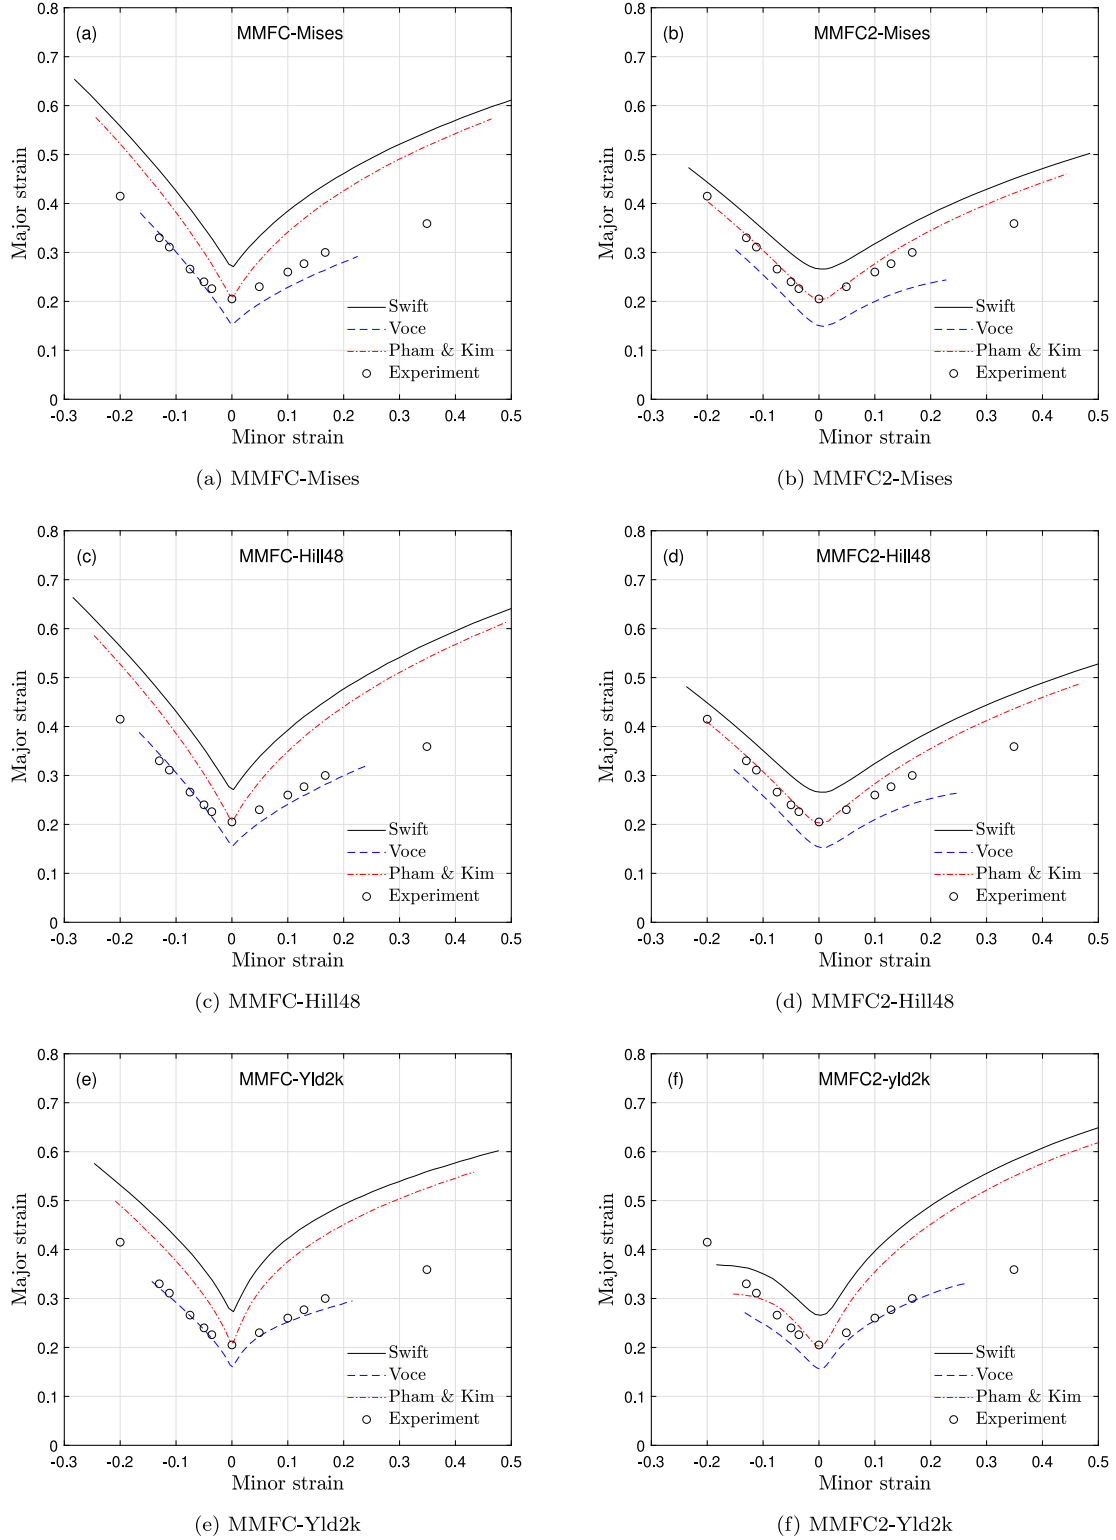 (a) MMFC-Mises
Major strain
0.8
0.7
0.6
0.5
0.4
0.3
0.2
0.1
0
Swift
Voce
Pham & Kim
Experiment
-0.3 -0.2 -0.1 0 0.1 0.2 0.3 0.4 0.5
Minor strain
(a) MMFC-Mises
(b) MMFC2-Mises
Major strain
0.8
0.7
0.6
0.5
0.4
0.3
0.2
0.1
0
Swift
Voce
Pham & Kim
Experiment
-0.3 -0.2 -0.1 0 0.1 0.2 0.3 0.4 0.5
Minor strain
(b) MMFC2-Mises
(c) MMFC-Hill48
Major strain
0.8
0.7
0.6
0.5
0.4
0.3
0.2
0.1
0
Swift
Voce
Pham & Kim
Experiment
-0.3 -0.2 -0.1 0 0.1 0.2 0.3 0.4 0.5
Minor strain
(c) MMFC-Hill48
(d) MMFC2-Hill48
Major strain
0.8
0.7
0.6
0.5
0.4
0.3
0.2
0.1
0
Swift
Voce
Pham & Kim
Experiment
-0.3 -0.2 -0.1 0 0.1 0.2 0.3 0.4 0.5
Minor strain
(d) MMFC2-Hill48
(e) MMFC-Yld2k
Major strain
0.8
0.7
0.6
0.5
0.4
0.3
0.2
0.1
0
Swift
Voce
Pham & Kim
Experiment
-0.3 -0.2 -0.1 0 0.1 0.2 0.3 0.4 0.5
Minor strain
(e) MMFC-Yld2k
(f) MMFC2-yld2k
Major strain
0.8
0.7
0.6
0.5
0.4
0.3
0.2
0.1
0
Swift
Voce
Pham & Kim
Experiment
-0.3 -0.2 -0.1 0 0.1 0.2 0.3 0.4 0.5
Minor strain
(f) MMFC2-Yld2k